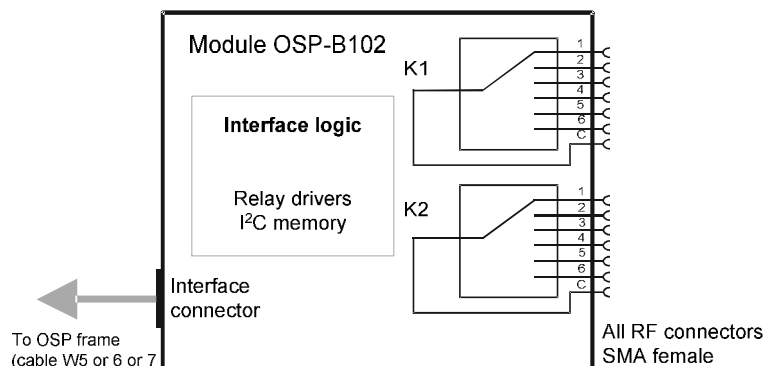 Module OSP-B102
K1
1
2
3
4
5
6
C
Interface logic
Relay drivers
I²C memory
K2
1
2
3
4
5
6
C
Interface
connector
To OSP frame
(cable W5 or 6 or 7
All RF connectors
SMA female